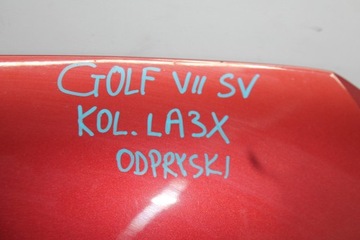 GOLF VII SV
KOL. LA3X
ODPRYSKI